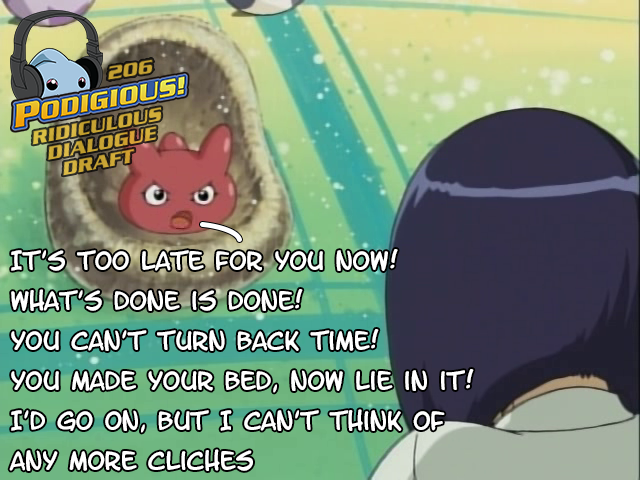 206
PODIGIOUS!
RIDICULOUS
DIALOGUE
DRAFT
IT'S TOO LATE FOR YOU NOW!
WHAT'S DONE IS DONE!
YOU CAN'T TURN BACK TIME!
YOU MADE YOUR BED, NOW LIE IN IT!
I'D GO ON, BUT I CAN'T THINK OF
ANY MORE CLICHES